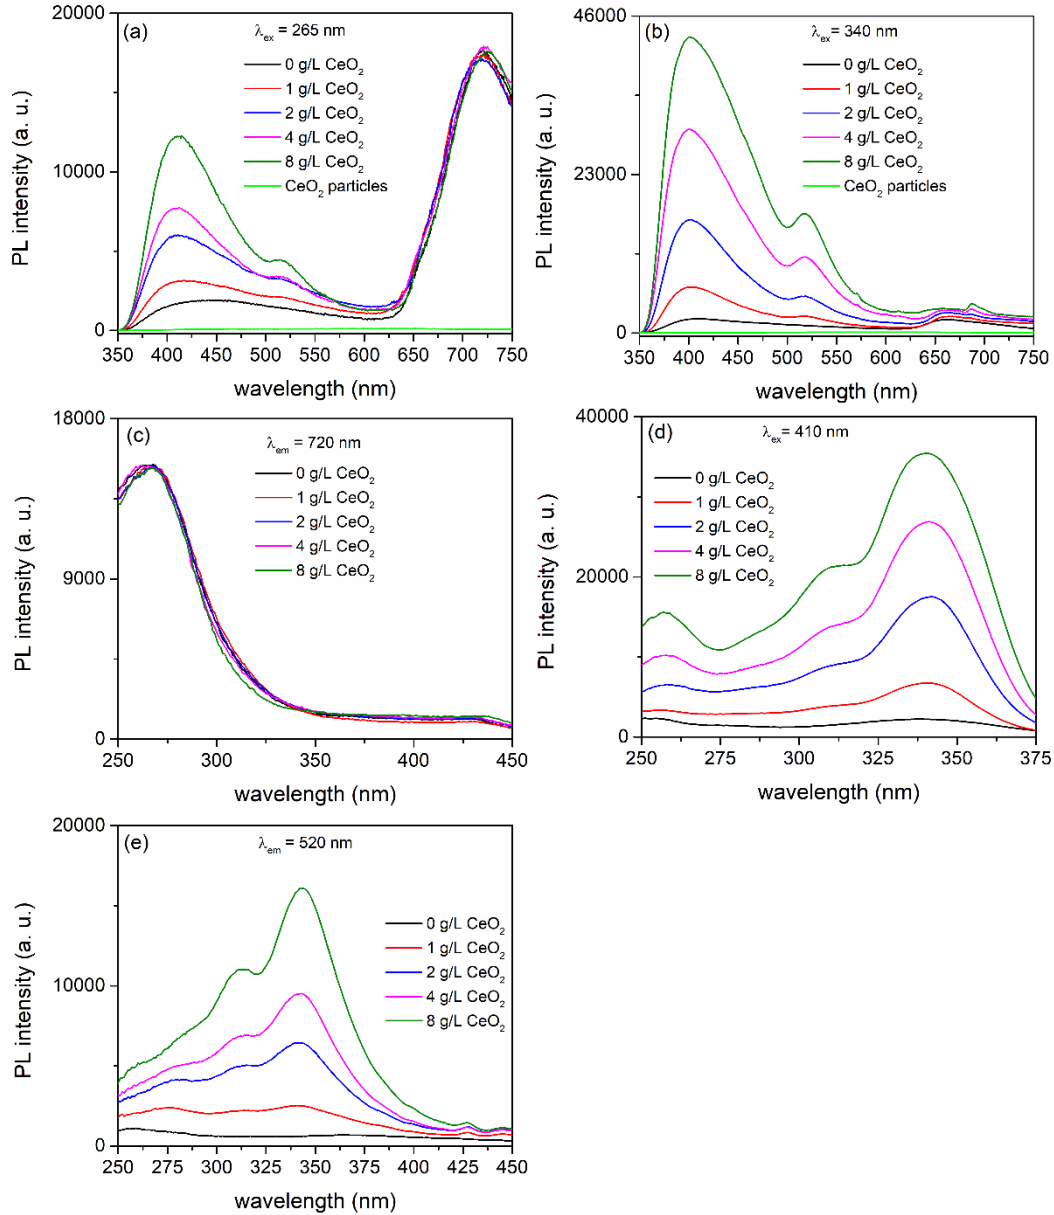 (a)
λex = 265 nm
0 g/L CeO2
1 g/L CeO2
2 g/L CeO2
4 g/L CeO2
8 g/L CeO2
CeO2 particles
20000
10000
0
PL intensity (a. u.)
350 400 450 500 550 600 650 700 750
wavelength (nm)
(b)
λex = 340 nm
0 g/L CeO2
1 g/L CeO2
2 g/L CeO2
4 g/L CeO2
8 g/L CeO2
CeO2 particles
46000
23000
0
PL intensity (a. u.)
350 400 450 500 550 600 650 700 750
wavelength (nm)
(c)
λem = 720 nm
0 g/L CeO2
1 g/L CeO2
2 g/L CeO2
4 g/L CeO2
8 g/L CeO2
18000
9000
0
PL intensity (a. u.)
250 300 350 400 450
wavelength (nm)
(d)
λex = 410 nm
0 g/L CeO2
1 g/L CeO2
2 g/L CeO2
4 g/L CeO2
8 g/L CeO2
40000
20000
0
PL intensity (a. u.)
250 275 300 325 350 375
wavelength (nm)
(e)
λem = 520 nm
0 g/L CeO2
1 g/L CeO2
2 g/L CeO2
4 g/L CeO2
8 g/L CeO2
20000
10000
0
PL intensity (a. u.)
250 275 300 325 350 375 400 425 450
wavelength (nm)